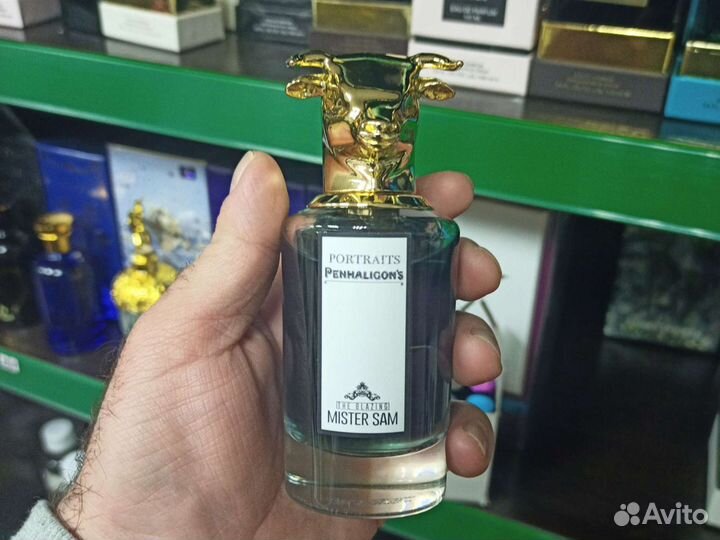 PORTRAITS
PENHALIGON'S
THE BLAZING
MISTER SAM
Avito